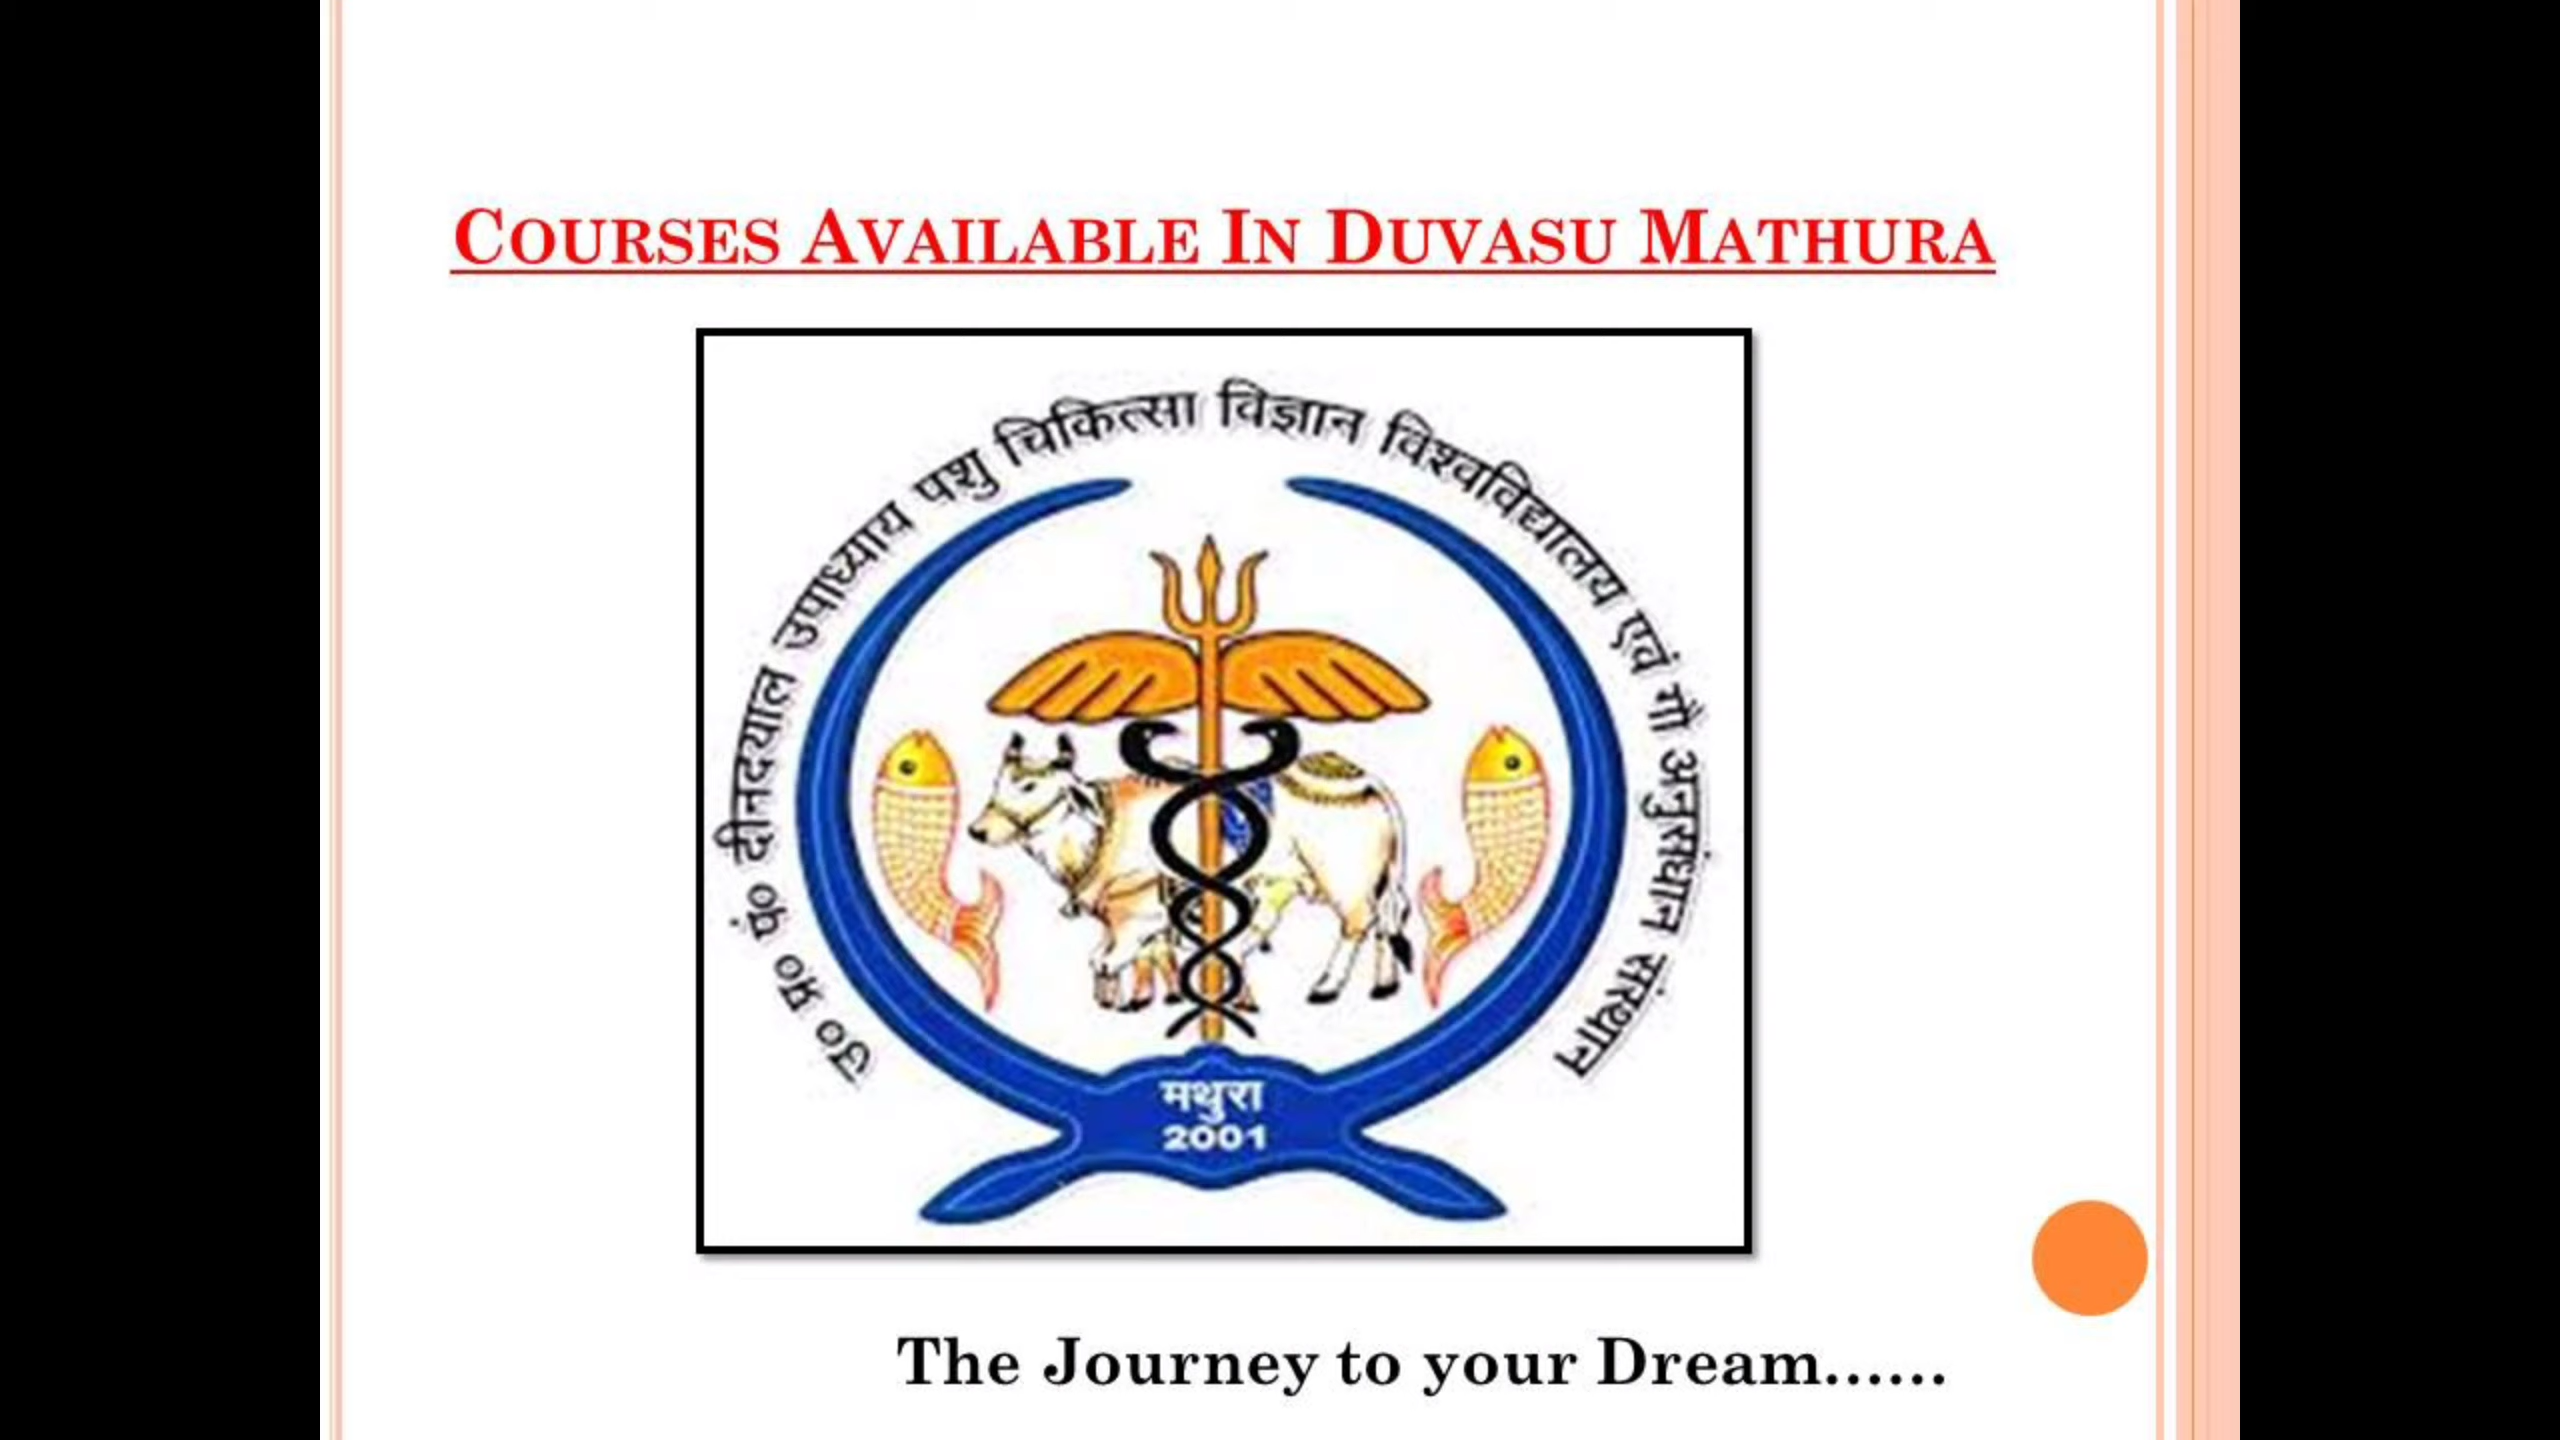 COURSES AVAILABLE IN DUVASU MATHURA
उ० प्र० पं० दीनदयाल उपाध्याय पशु चिकित्सा विज्ञान विश्वविद्यालय एवं गौ अनुसंधान संस्थान
मथुरा
2001
The Journey to your Dream......